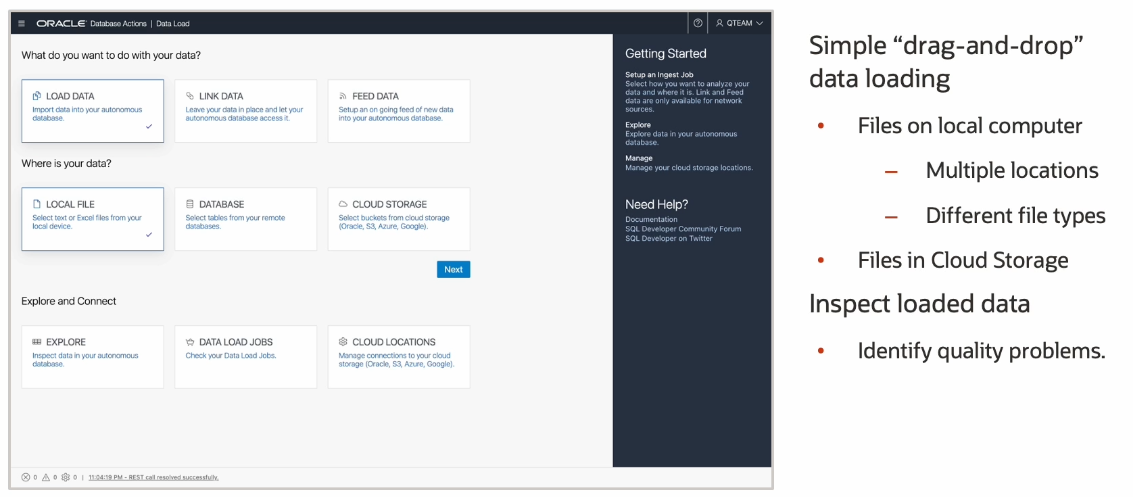 ORACLE Database Actions | Data Load
QTEAM
What do you want to do with your data?
LOAD DATA
Import data into your autonomous
database.
LINK DATA
Leave your data in place and let your
autonomous database access it.
FEED DATA
Setup an on going feed of new data
into your autonomous database.
Where is your data?
LOCAL FILE
Select text or Excel files from your
local device.
DATABASE
Select tables from your remote
databases.
CLOUD STORAGE
Select buckets from cloud storage
(Oracle, S3, Azure, Google).
Next
Explore and Connect
EXPLORE
Inspect data in your autonomous
database.
DATA LOAD JOBS
Check your Data Load Jobs.
CLOUD LOCATIONS
Manage connections to your cloud
storage (Oracle, S3, Azure, Google).
Getting Started
Setup an Ingest Job
Select how you want to analyze your
data and where it is. Link and Feed
data are only available for network
sources.
Explore
Explore data in your autonomous
database.
Manage
Manage your cloud storage locations.
Need Help?
Documentation
SQL Developer Community Forum
SQL Developer on Twitter
0 0 0 | 11:04:19 PM - REST call resolved successfully.
Simple “drag-and-drop”
data loading
• Files on local computer
– Multiple locations
– Different file types
• Files in Cloud Storage
Inspect loaded data
• Identify quality problems.